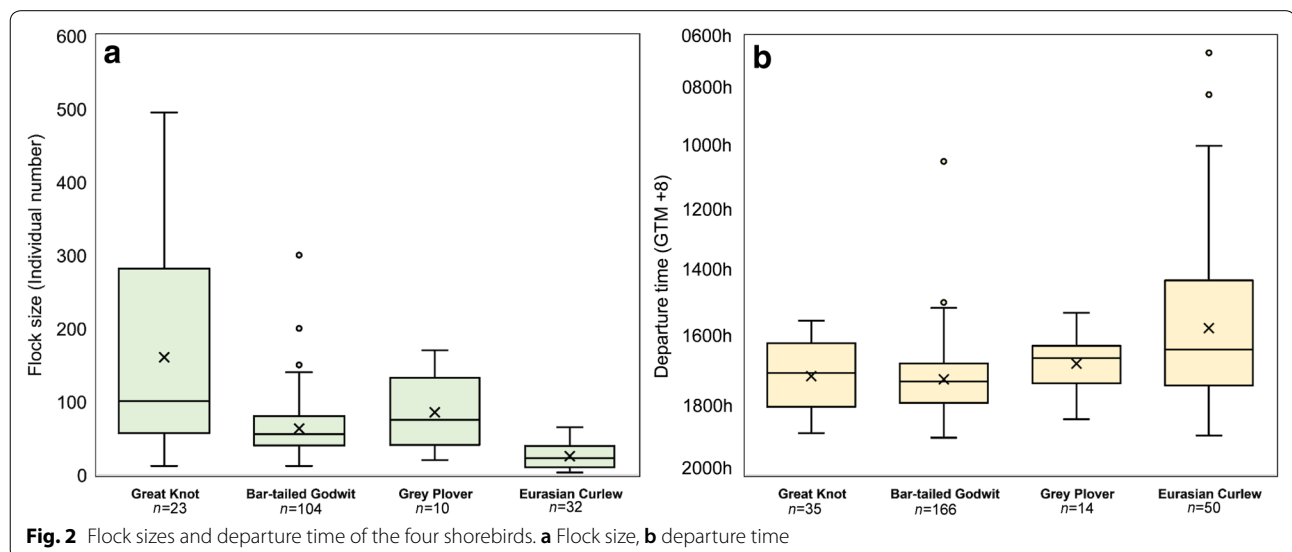 a
600
500
400
300
200
100
0
Flock size (Individual number)
Great Knot Bar-tailed Godwit Grey Plover Eurasian Curlew
n=23 n=104 n=10 n=32
b
0600h
0800h
1000h
1200h
1400h
1600h
1800h
2000h
Departure time (GTM +8)
Great Knot Bar-tailed Godwit Grey Plover Eurasian Curlew
n=35 n=166 n=14 n=50
Fig. 2 Flock sizes and departure time of the four shorebirds. a Flock size, b departure time